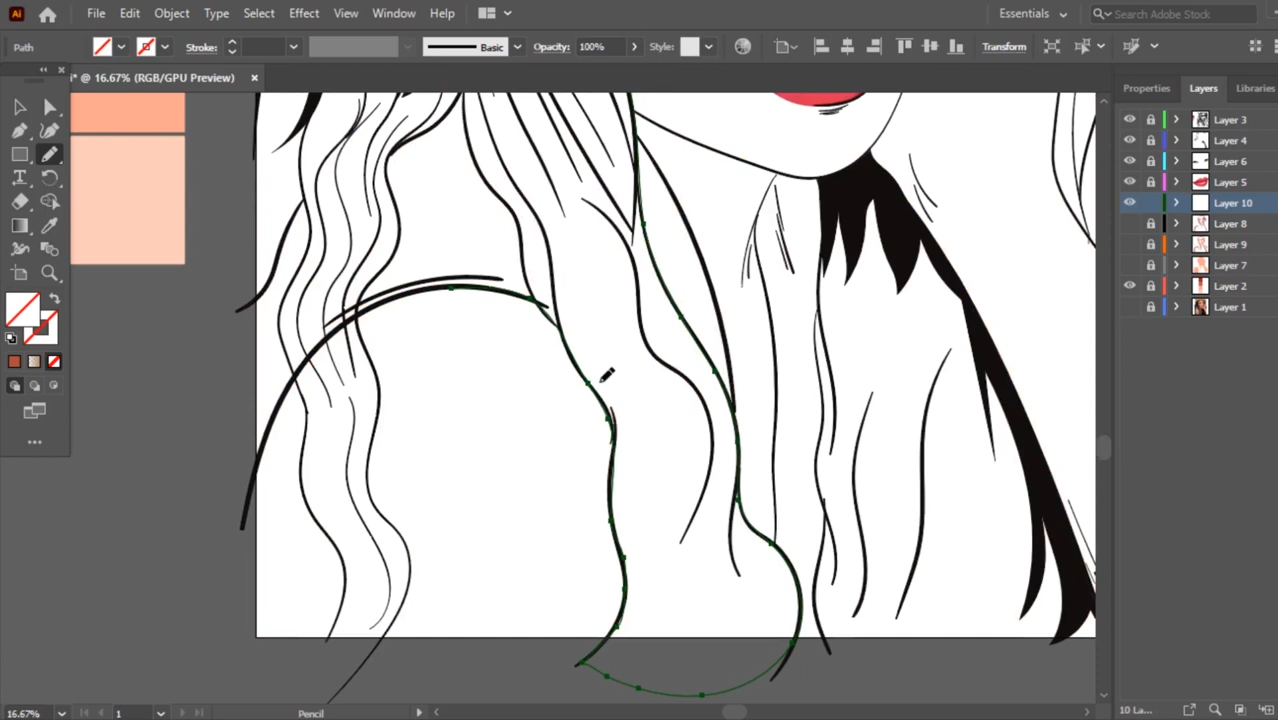 Ai File Edit Object Type Select Effect View Window Help Essentials Search Adobe Stock
Path Stroke: Basic Opacity: 100% Style: Transform
i* @ 16.67% (RGB/GPU Preview)
Properties Layers Libraries
Layer 3
Layer 4
Layer 6
Layer 5
Layer 10
Layer 8
Layer 9
Layer 7
Layer 2
Layer 1
16.67% 1 Pencil 10 La...